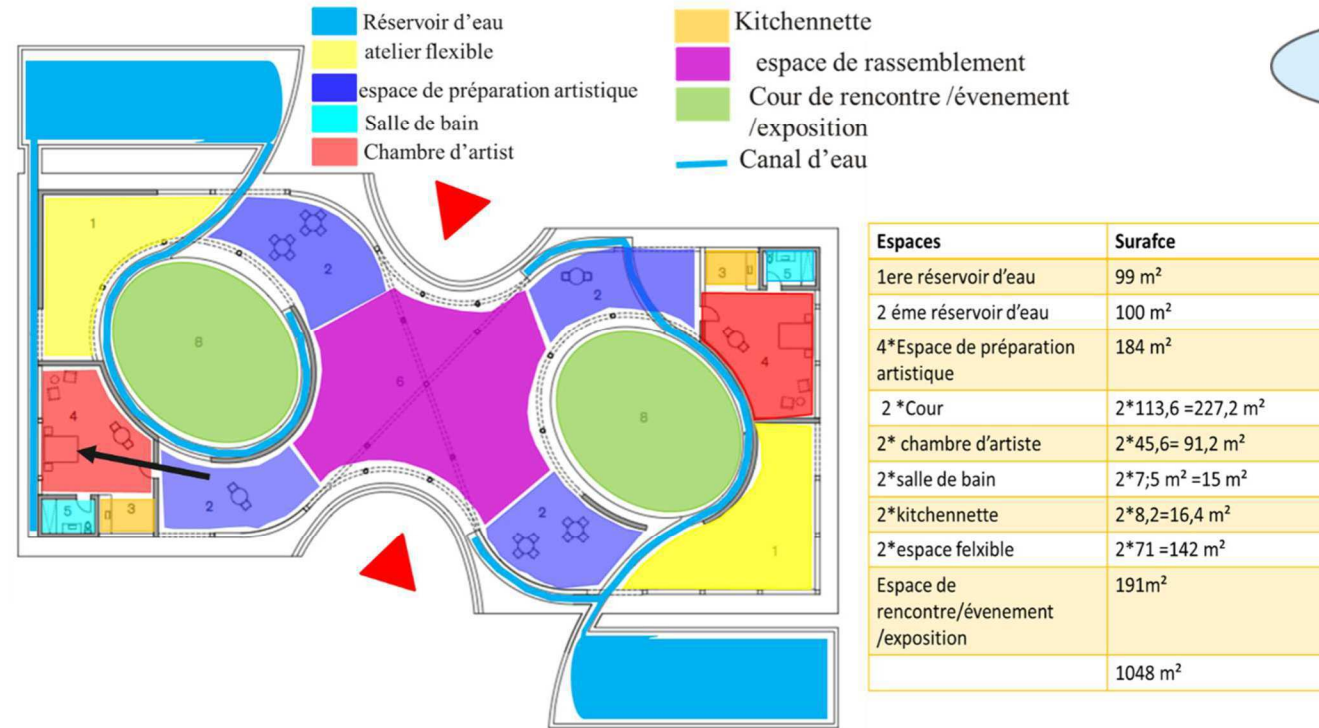 Réservoir d'eau
atelier flexible
espace de préparation artistique
Salle de bain
Chambre d'artist
Kitchennette
espace de rassemblement
Cour de rencontre /évenement
/exposition
Canal d'eau
1
2
8
6
2
3
5
4
8
4
5
3
2
2
1
Espaces Surafce
1ere réservoir d'eau 99 m²
2 éme réservoir d'eau 100 m²
4*Espace de préparation 184 m²
artistique
2 *Cour 2*113,6 =227,2 m²
2* chambre d'artiste 2*45,6= 91,2 m²
2*salle de bain 2*7;5 m² =15 m²
2*kitchennette 2*8,2=16,4 m²
2*espace felxible 2*71 =142 m²
Espace de 191m²
rencontre/évenement
/exposition
1048 m²